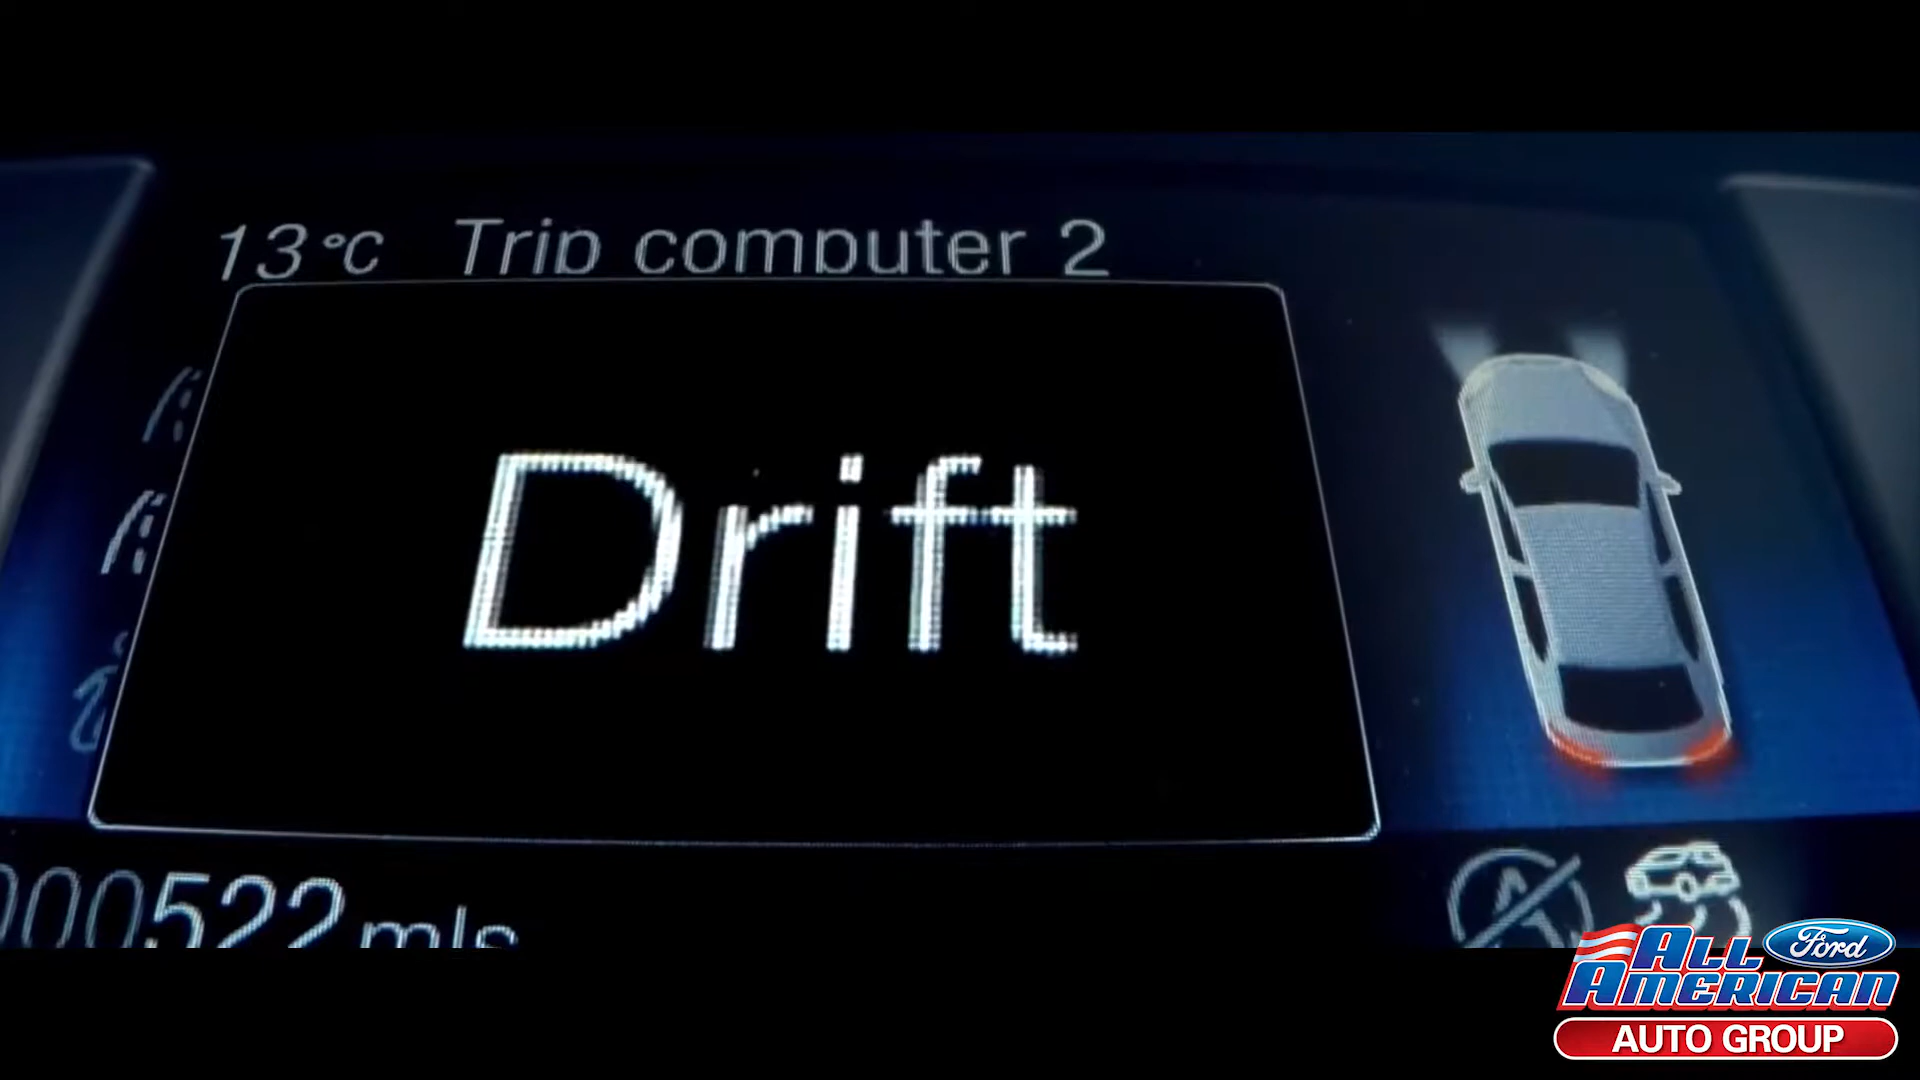 13°C Trip computer 2
Drift
000522 mls
Ford
ALL
AMERICAN
AUTO GROUP